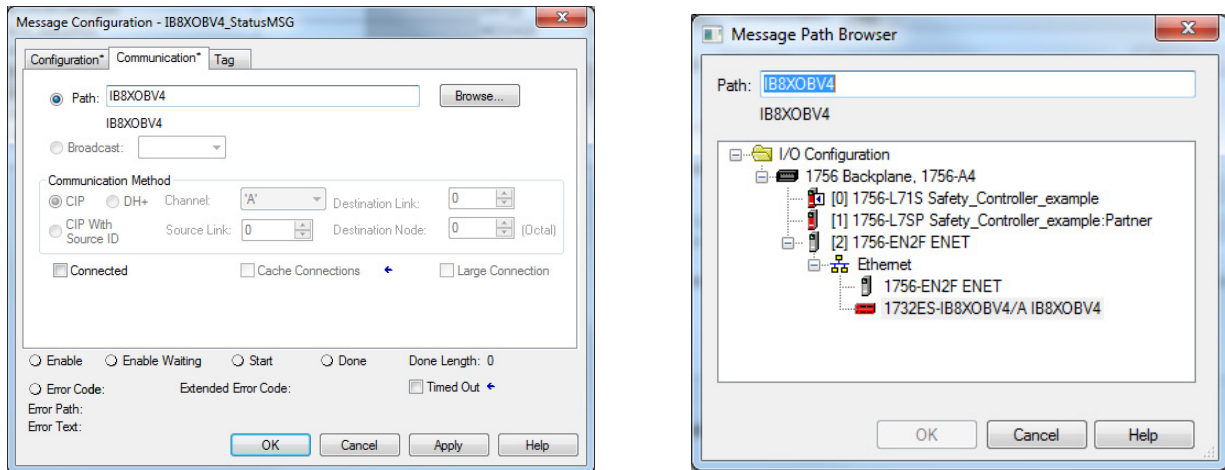 Message Configuration - IB8XOBV4_StatusMSG
Configuration* Communication* Tag
Path: IB8XOBV4 Browse...
IB8XOBV4
Broadcast:
Communication Method
CIP DH+ Channel: 'A' Destination Link: 0
CIP With Source ID Source Link: 0 Destination Node: 0 (Octal)
Connected Cache Connections Large Connection
Enable Enable Waiting Start Done Done Length: 0
Error Code: Extended Error Code: Timed Out
Error Path:
Error Text:
OK Cancel Apply Help
Message Path Browser
Path: IB8XOBV4
IB8XOBV4
I/O Configuration
1756 Backplane, 1756-A4
[0] 1756-L71S Safety_Controller_example
[1] 1756-L7SP Safety_Controller_example:Partner
[2] 1756-EN2F ENET
Ethernet
1756-EN2F ENET
1732ES-IB8XOBV4/A IB8XOBV4
OK Cancel Help